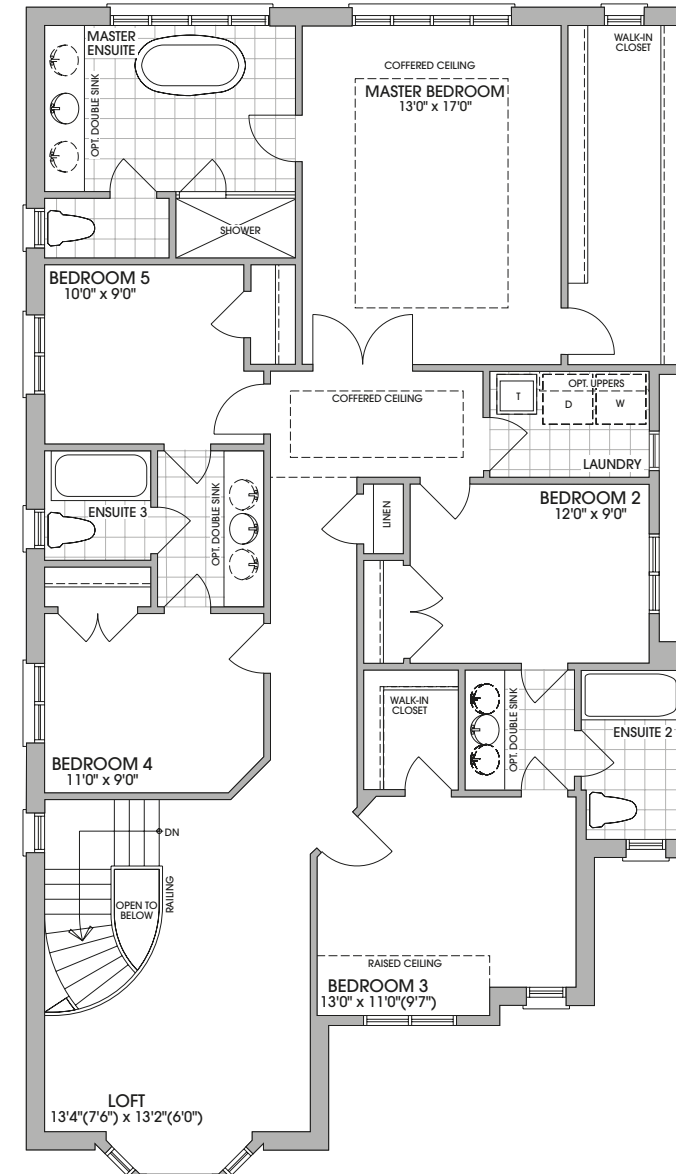 MASTER
ENSUITE
OPT. DOUBLE SINK
COFFERED CEILING
MASTER BEDROOM
13'0" x 17'0"
WALK-IN
CLOSET
SHOWER
BEDROOM 5
10'0" x 9'0"
COFFERED CEILING
T
OPT. UPPERS
D
W
LAUNDRY
ENSUITE 3
OPT. DOUBLE SINK
LINEN
BEDROOM 2
12'0" x 9'0"
BEDROOM 4
11'0" x 9'0"
WALK-IN
CLOSET
OPT. DOUBLE SINK
ENSUITE 2
DN
OPEN TO
BELOW
RAILING
RAISED CEILING
BEDROOM 3
13'0" x 11'0"(9'7")
LOFT
13'4"(7'6") x 13'2"(6'0")